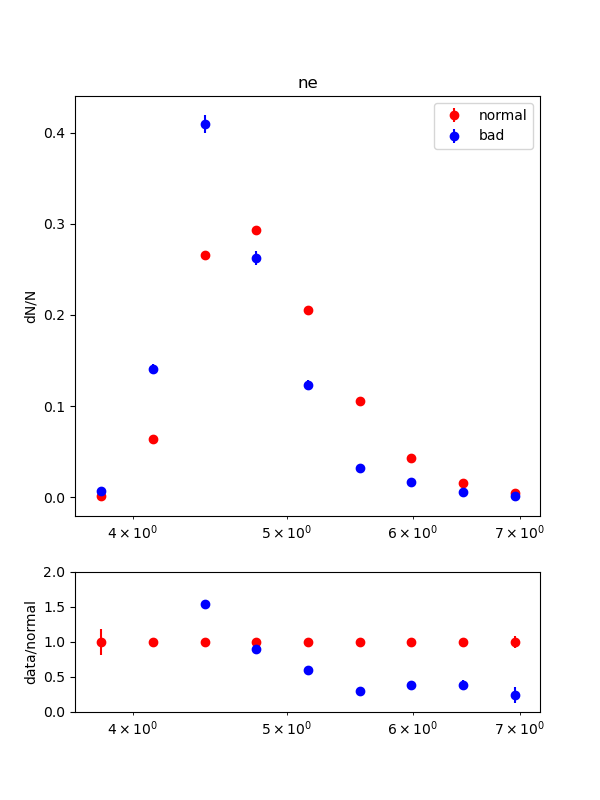 ne
normal
bad
dN/N
0.4
0.3
0.2
0.1
0.0
4 × 10⁰
5 × 10⁰
6 × 10⁰
7 × 10⁰
data/normal
2.0
1.5
1.0
0.5
0.0
4 × 10⁰
5 × 10⁰
6 × 10⁰
7 × 10⁰